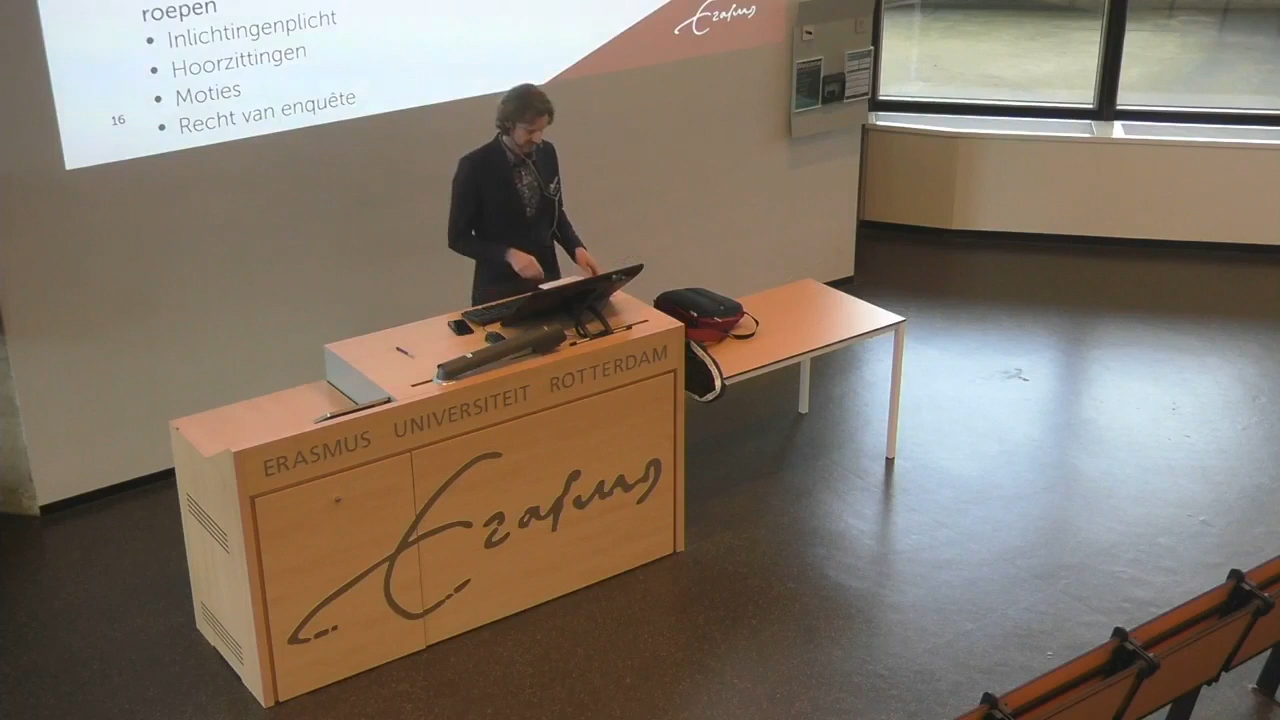 roepen
• Inlichtingenplicht
• Hoorzittingen
• Moties
• Recht van enquête
16
Erasmus
ERASMUS UNIVERSITEIT ROTTERDAM
Erasmus